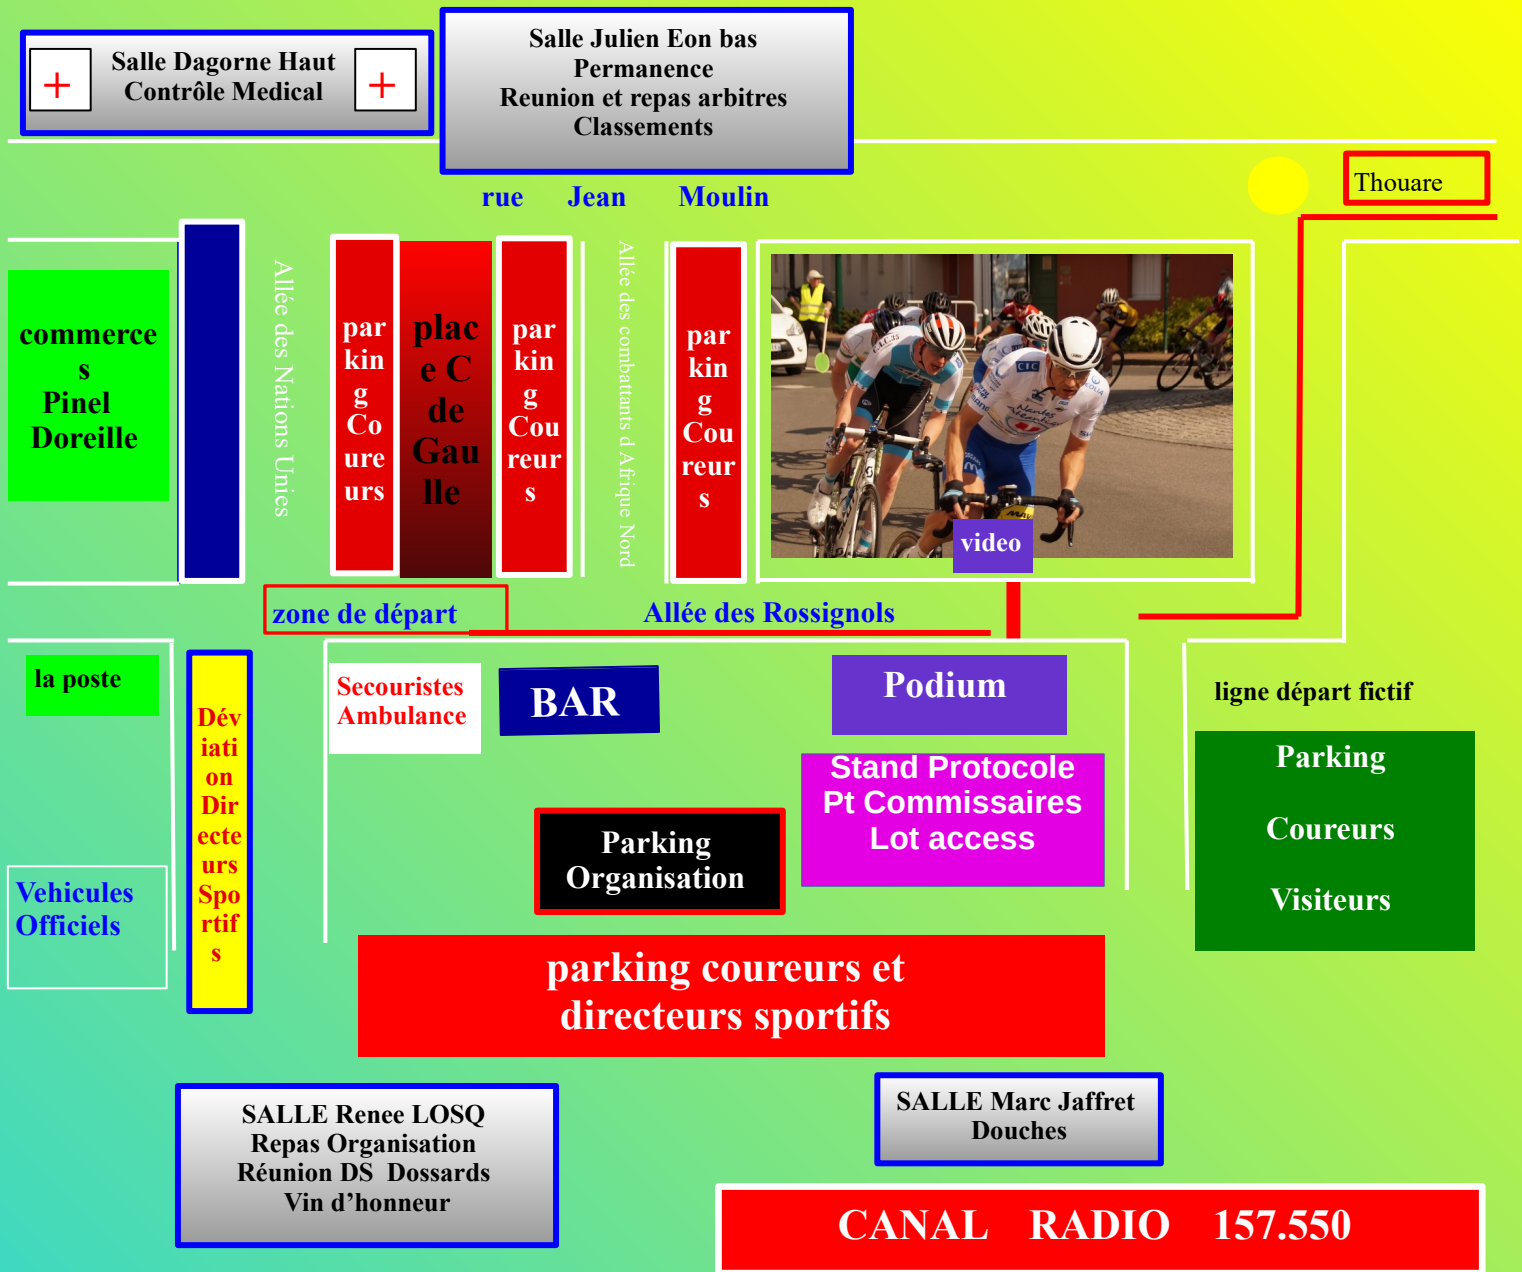 Salle Dagorne Haut
Contrôle Medical
+
+
Salle Julien Eon bas
Permanence
Reunion et repas arbitres
Classements
rue Jean Moulin
Thouare
commerce
s
Pinel
Doreille
Allée des Nations Unies
par
kin
g
Co
ure
urs
plac
e C
de
Gau
lle
par
kin
g
Cou
reur
s
Allée des combattants d Afrique Nord
par
kin
g
Cou
reur
s
CIC
Nantes
video
zone de départ
Allée des Rossignols
la poste
Dév
iati
on
Dir
ecte
urs
Spo
rtif
s
Secouristes
Ambulance
BAR
Podium
ligne départ fictif
Stand Protocole
Pt Commissaires
Lot access
Parking
Coureurs
Visiteurs
Parking
Organisation
Vehicules
Officiels
parking coureurs et
directeurs sportifs
SALLE Renee LOSQ
Repas Organisation
Réunion DS Dossards
Vin d’honneur
SALLE Marc Jaffret
Douches
CANAL RADIO 157.550